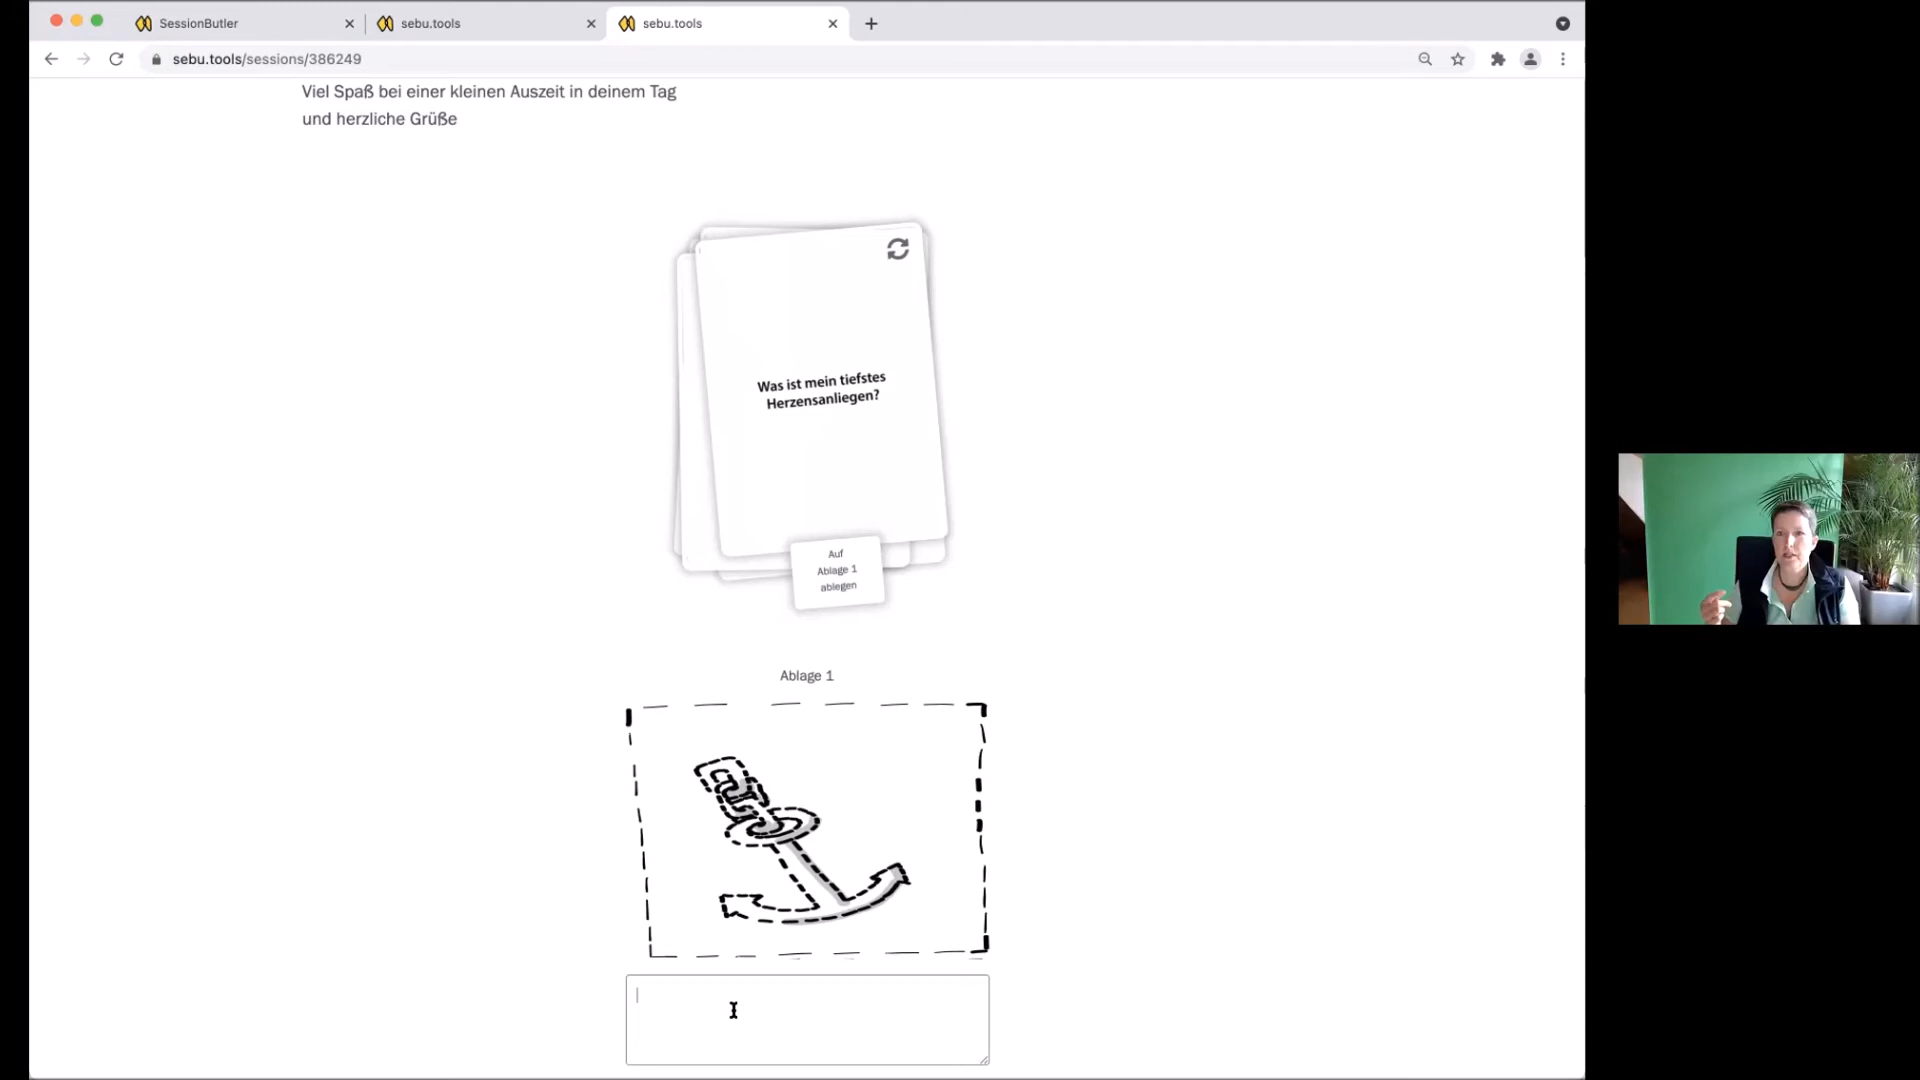 SessionButler
sebu.tools
sebu.tools
sebu.tools/sessions/386249
Viel Spaß bei einer kleinen Auszeit in deinem Tag
und herzliche Grüße
Was ist mein tiefstes
Herzensanliegen?
Auf
Ablage 1
ablegen
Ablage 1